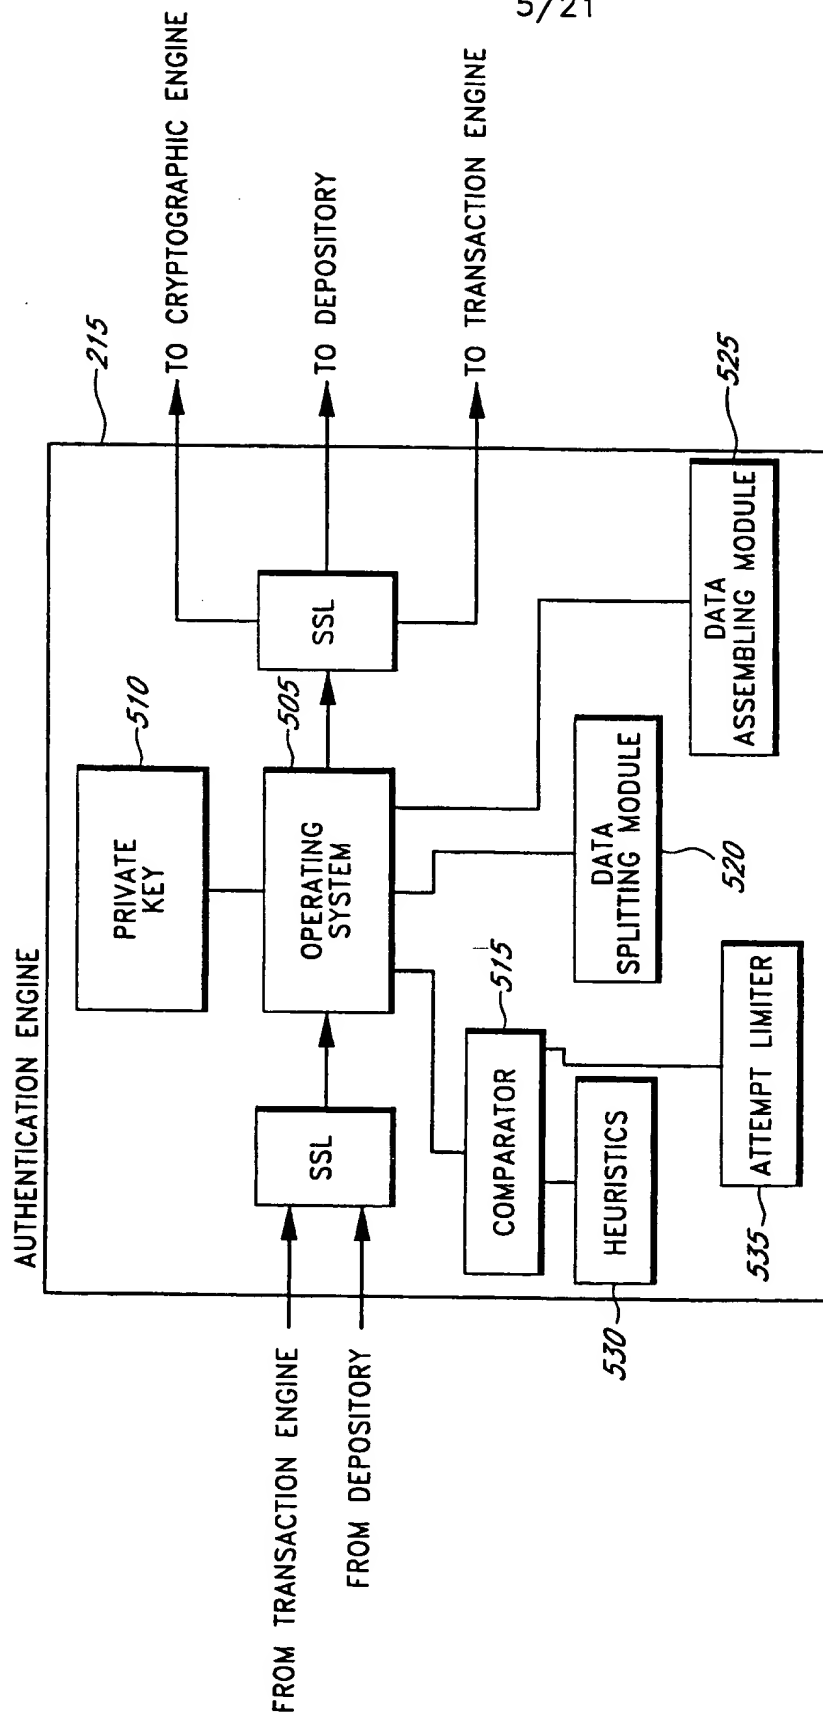 5/21
AUTHENTICATION ENGINE
215
FROM TRANSACTION ENGINE
FROM DEPOSITORY
SSL
PRIVATE
KEY
510
OPERATING
SYSTEM
505
SSL
TO CRYPTOGRAPHIC ENGINE
TO DEPOSITORY
TO TRANSACTION ENGINE
COMPARATOR
515
HEURISTICS
530
ATTEMPT LIMITER
535
DATA
SPLITTING MODULE
520
DATA
ASSEMBLING MODULE
525